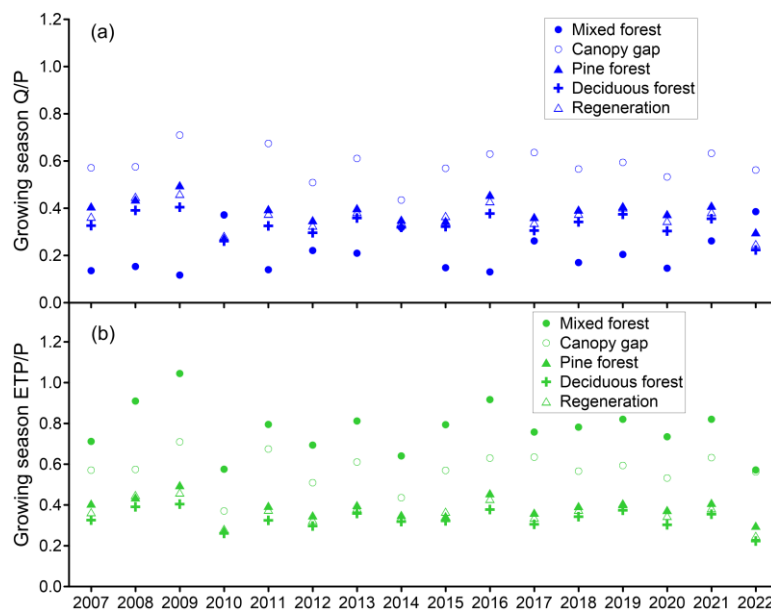 (a)
Growing season Q/P
1.2
1.0
0.8
0.6
0.4
0.2
0.0
Mixed forest
Canopy gap
Pine forest
Deciduous forest
Regeneration
(b)
Growing season ETP/P
1.2
1.0
0.8
0.6
0.4
0.2
0.0
Mixed forest
Canopy gap
Pine forest
Deciduous forest
Regeneration
2007 2008 2009 2010 2011 2012 2013 2014 2015 2016 2017 2018 2019 2020 2021 2022